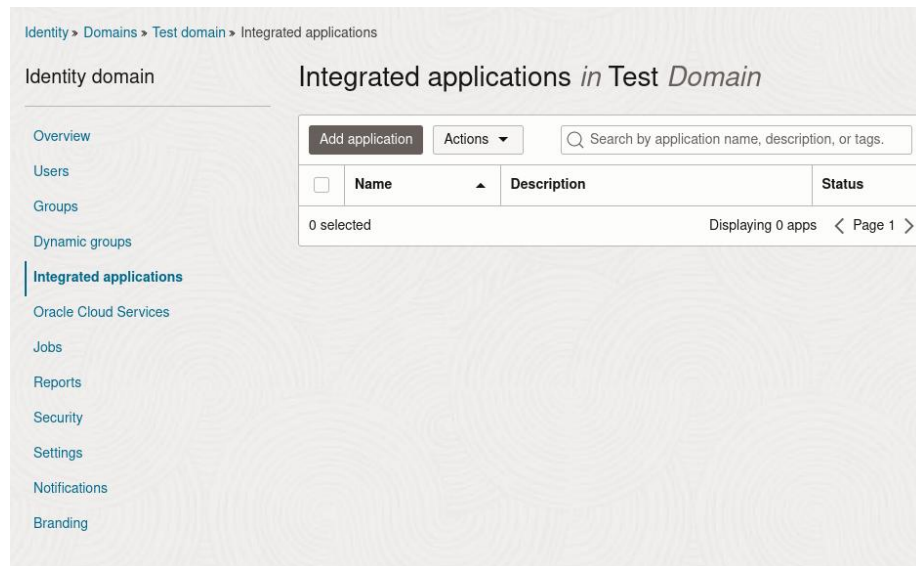 Identity » Domains » Test domain » Integrated applications
Identity domain
Overview
Users
Groups
Dynamic groups
Integrated applications
Oracle Cloud Services
Jobs
Reports
Security
Settings
Notifications
Branding
Integrated applications in Test Domain
Add application Actions Search by application name, description, or tags.
Name Description Status
0 selected Displaying 0 apps Page 1